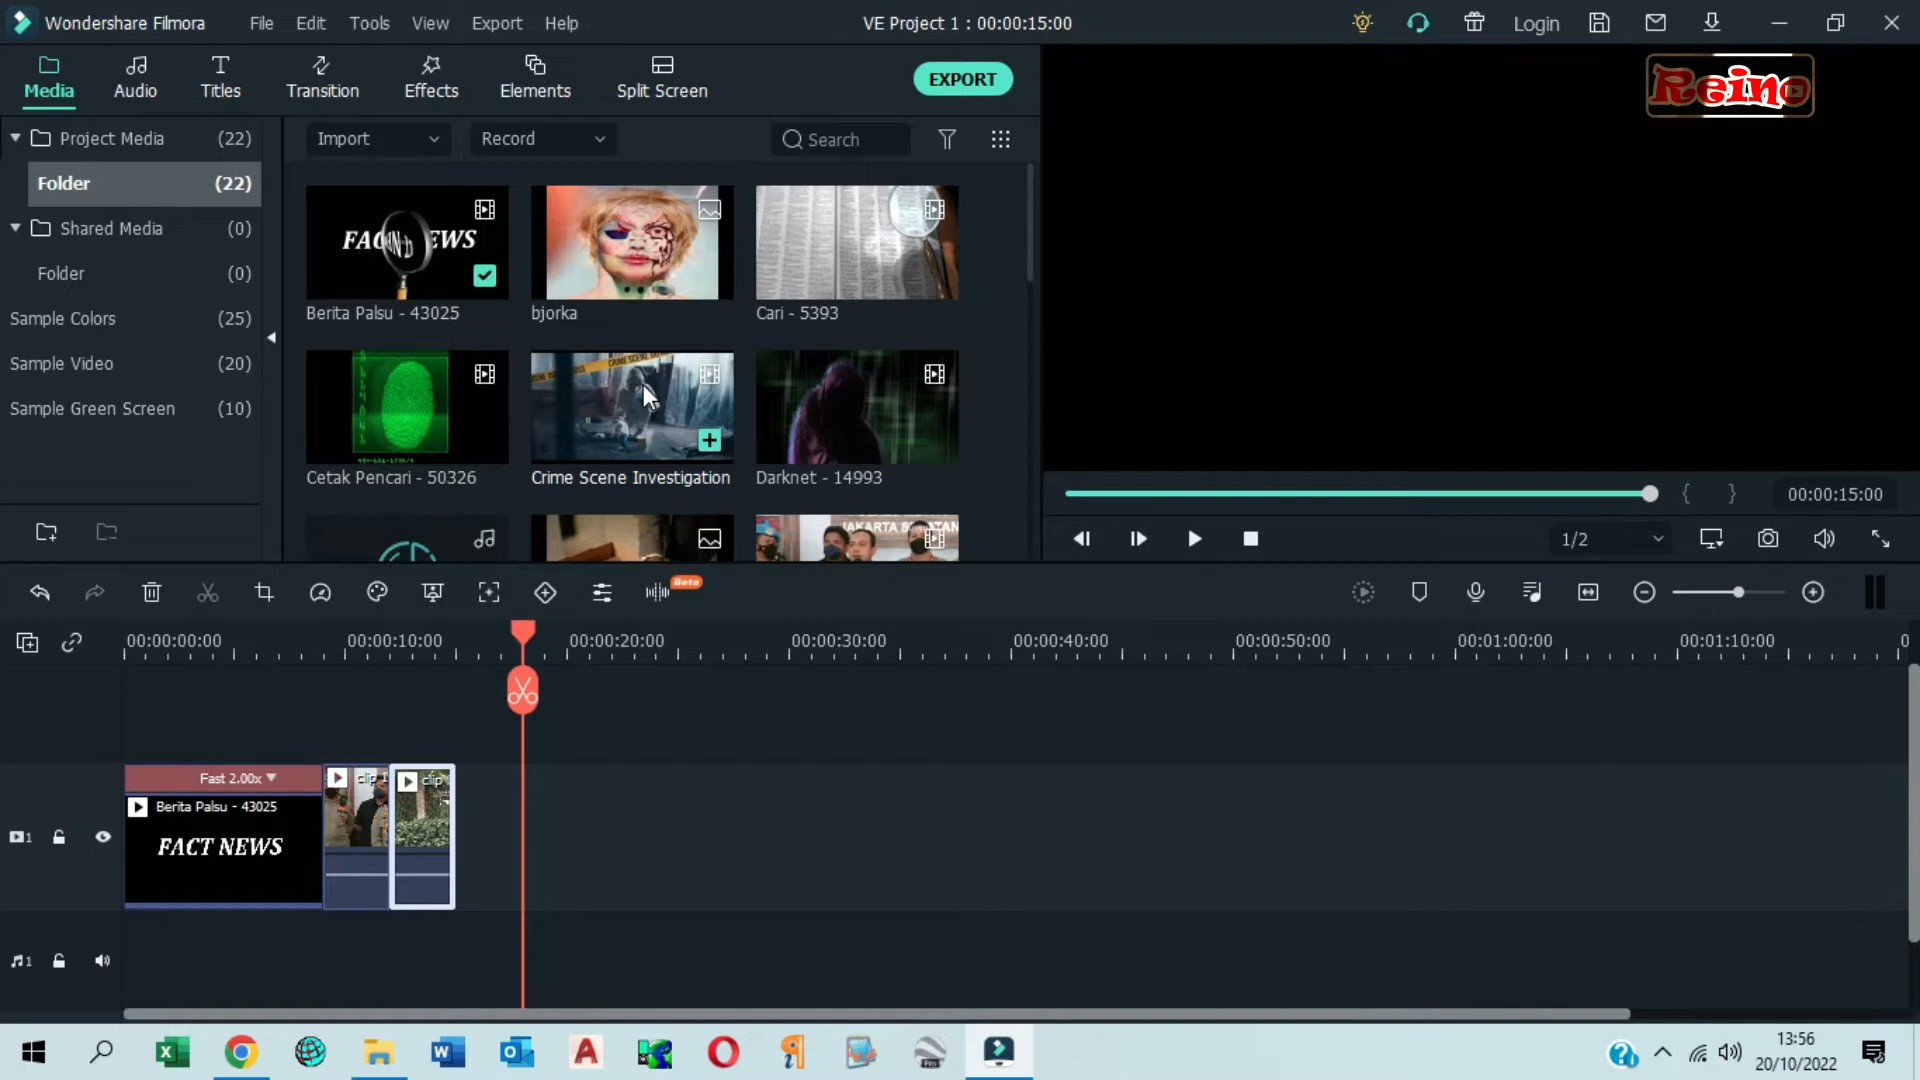 Wondershare Filmora File Edit Tools View Export Help VE Project 1 : 00:00:15:00 Login
Media Audio Titles Transition Effects Elements Split Screen EXPORT
Reino
Project Media (22) Import Record Search
Folder (22)
Shared Media (0)
Folder (0)
Sample Colors (25)
Sample Video (20)
Sample Green Screen (10)
Berita Palsu - 43025 bjorka Cari - 5393
CRIME SCENE
Cetak Pencari - 50326 Crime Scene Investigation Darknet - 14993
00:00:15:00
1/2
Beta
00:00:00:00 00:00:10:00 00:00:20:00 00:00:30:00 00:00:40:00 00:00:50:00 00:01:00:00 00:01:10:00 0
Fast 2.00x
Berita Palsu - 43025 clip 1 clip
FACT NEWS
1
1
13:56
20/10/2022